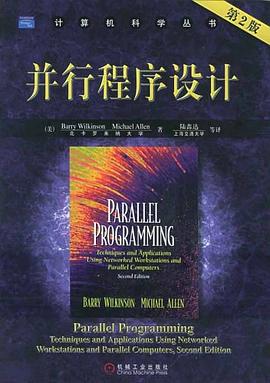 计算机科学丛书
第2版
并行程序设计
(美) Barry Wilkinson Michael Allen 著 陆鑫达 等译
北卡罗来纳大学 上海交通大学
PARALLEL
PROGRAMMING
Techniques and Applications
Using Networked Workstations and
Parallel Computers
Second Edition
BARRY WILKINSON MICHAEL ALLEN
Parallel Programming
Techniques and Applications Using Networked
Workstations and Parallel Computers, Second Edition
机械工业出版社
China Machine Press